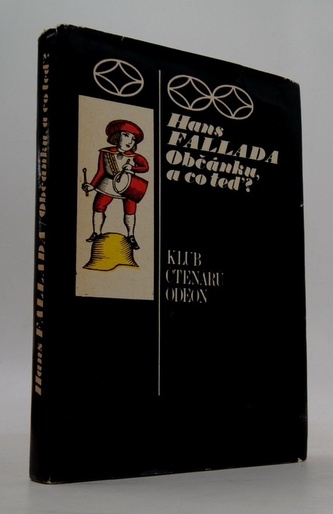 Hans
FALLADA
Občánku,
a co teď?
KLUB
ČTENÁŘŮ
ODEON
Hans FALLADA / Občánku, a co teď?